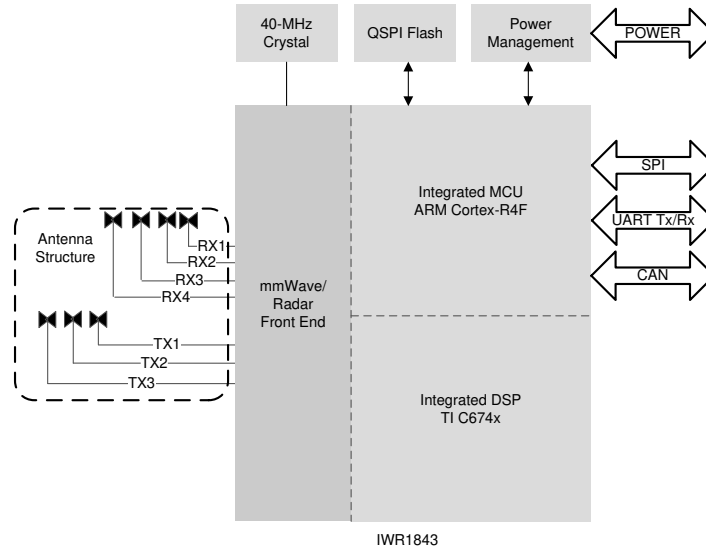 40-MHz
Crystal
QSPI Flash
Power
Management
POWER
Integrated MCU
ARM Cortex-R4F
SPI
UART Tx/Rx
CAN
Antenna
Structure
RX1
RX2
RX3
RX4
mmWave/
Radar
Front End
TX1
TX2
TX3
Integrated DSP
TI C674x
IWR1843